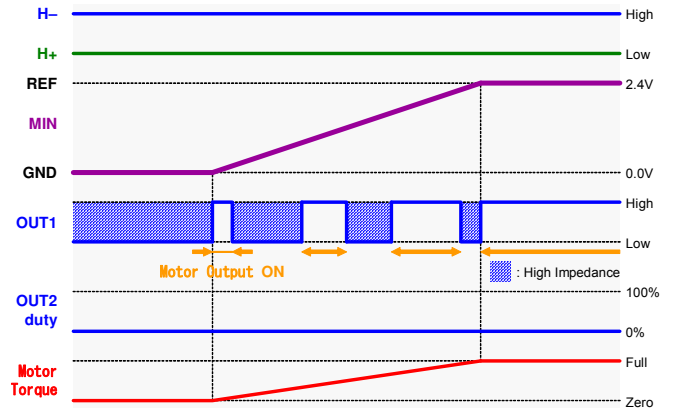 H– High
H+ Low
REF 2.4V
MIN
GND 0.0V
High
OUT1
Low
Motor Output ON
: High Impedance
OUT2
duty
100%
0%
Motor
Torque
Full
Zero